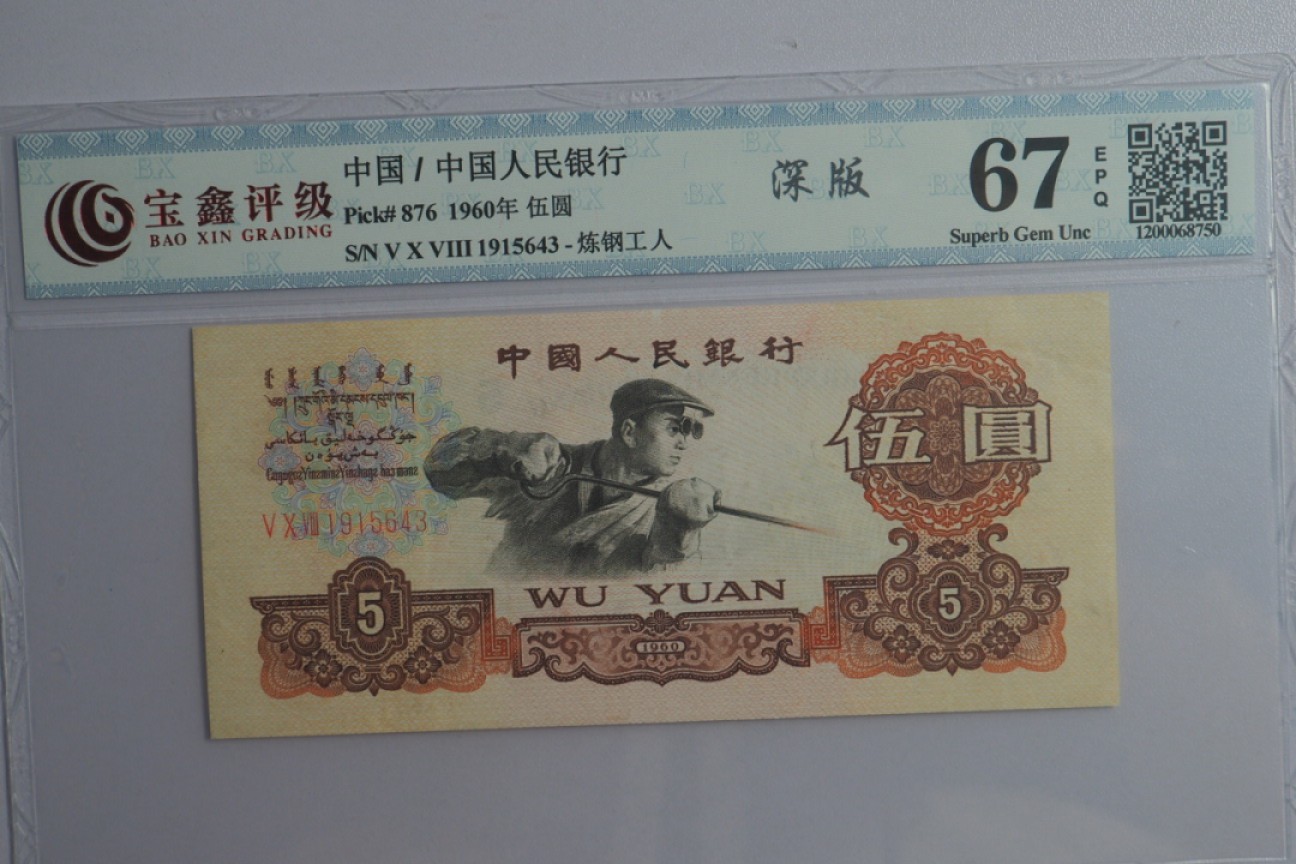 宝鑫评级
BAO XIN GRADING
中国 / 中国人民银行
Pick# 876 1960年 伍圆
S/N V X VIII 1915643 - 炼钢工人
深版
67
EPQ
Superb Gem Unc
1200068750
中國人民銀行
伍圓
V X VIII 1915643
WU YUAN
5
1960
5